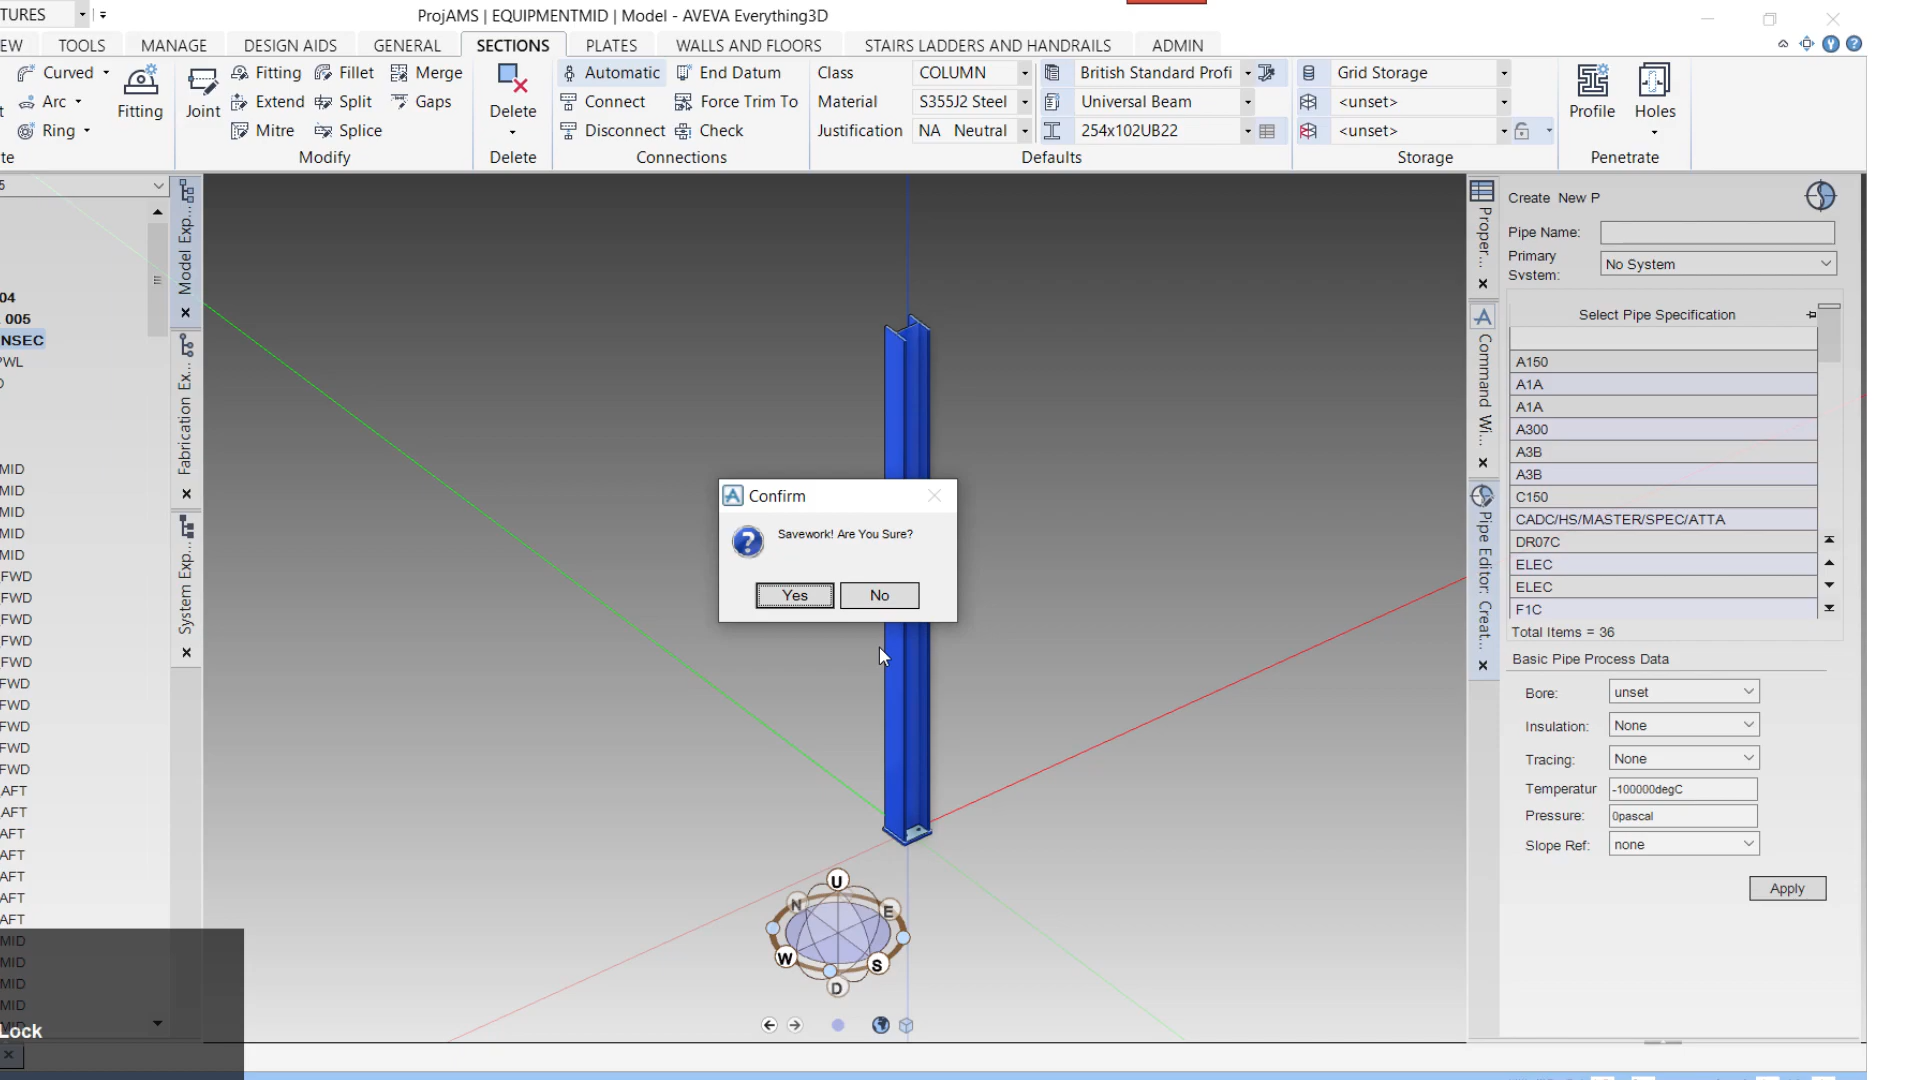 TURES
ProjAMS | EQUIPMENTMID | Model - AVEVA Everything3D
EW TOOLS MANAGE DESIGN AIDS GENERAL SECTIONS PLATES WALLS AND FLOORS STAIRS LADDERS AND HANDRAILS ADMIN
Curved
Arc
Ring
Fitting
Joint
Fitting Fillet Merge
Extend Split Gaps
Mitre Splice
Modify
Delete
Delete
Automatic End Datum
Connect Force Trim To
Disconnect Check
Connections
Class COLUMN British Standard Profi
Material S355J2 Steel Universal Beam
Justification NA Neutral 254x102UB22
Defaults
Grid Storage
<unset>
<unset>
Storage
Profile Holes
Penetrate
te
5
04
005
NSEC
PWL
D
MID
MID
MID
MID
MID
FWD
FWD
FWD
FWD
FWD
FWD
FWD
FWD
FWD
FWD
AFT
AFT
AFT
AFT
AFT
AFT
AFT
MID
MID
MID
MID
Lock
Model Exp...
Fabrication Ex...
System Exp...
Confirm
Savework! Are You Sure?
Yes No
U
N
E
W
S
D
Proper...
Command Wi...
Pipe Editor: Creat...
Create New P
Pipe Name:
Primary System: No System
Select Pipe Specification
A150
A1A
A1A
A300
A3B
A3B
C150
CADC/HS/MASTER/SPEC/ATTA
DR07C
ELEC
ELEC
F1C
Total Items = 36
Basic Pipe Process Data
Bore: unset
Insulation: None
Tracing: None
Temperatur -100000degC
Pressure: 0pascal
Slope Ref: none
Apply